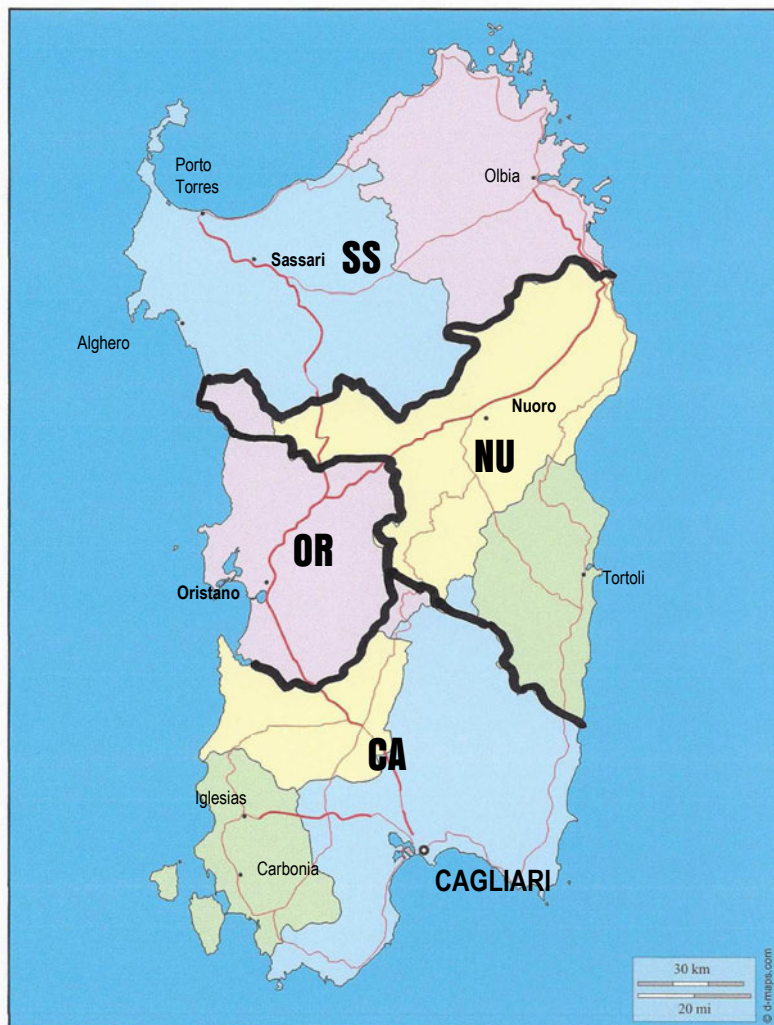 Porto
Torres
Olbia
Sassari
SS
Alghero
Nuoro
NU
OR
Oristano
Tortoli
CA
Iglesias
Carbonia
CAGLIARI
30 km
20 mi
© d-maps.com